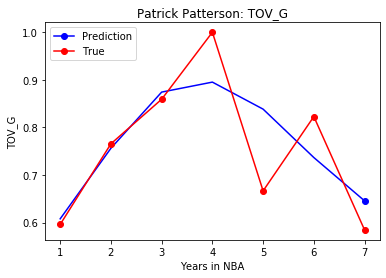 Patrick Patterson: TOV_G
Prediction
True
1.0
0.9
0.8
0.7
0.6
TOV_G
1 2 3 4 5 6 7
Years in NBA